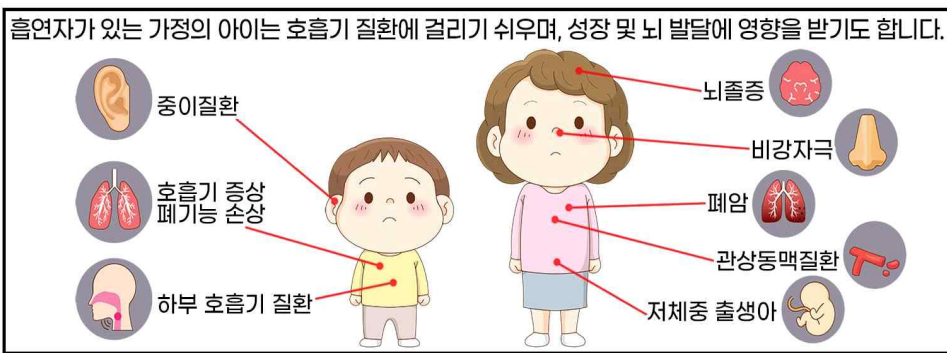 흡연자가 있는 가정의 아이는 호흡기 질환에 걸리기 쉬우며, 성장 및 뇌 발달에 영향을 받기도 합니다.
중이질환
호흡기 증상
폐기능 손상
하부 호흡기 질환
뇌졸증
비강자극
폐암
관상동맥질환
저체중 출생아